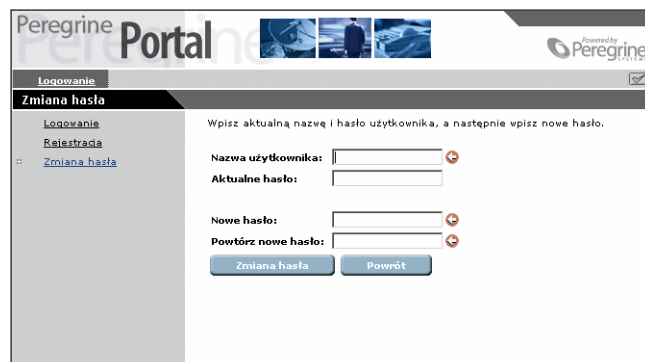 Peregrine Portal
Powered by
Peregrine
SYSTEMS
Logowanie
Zmiana hasła
Logowanie
Rejestracja
Zmiana hasła
Wpisz aktualną nazwę i hasło użytkownika, a następnie wpisz nowe hasło.
Nazwa użytkownika:
Aktualne hasło:
Nowe hasło:
Powtórz nowe hasło:
Zmiana hasła
Powrót